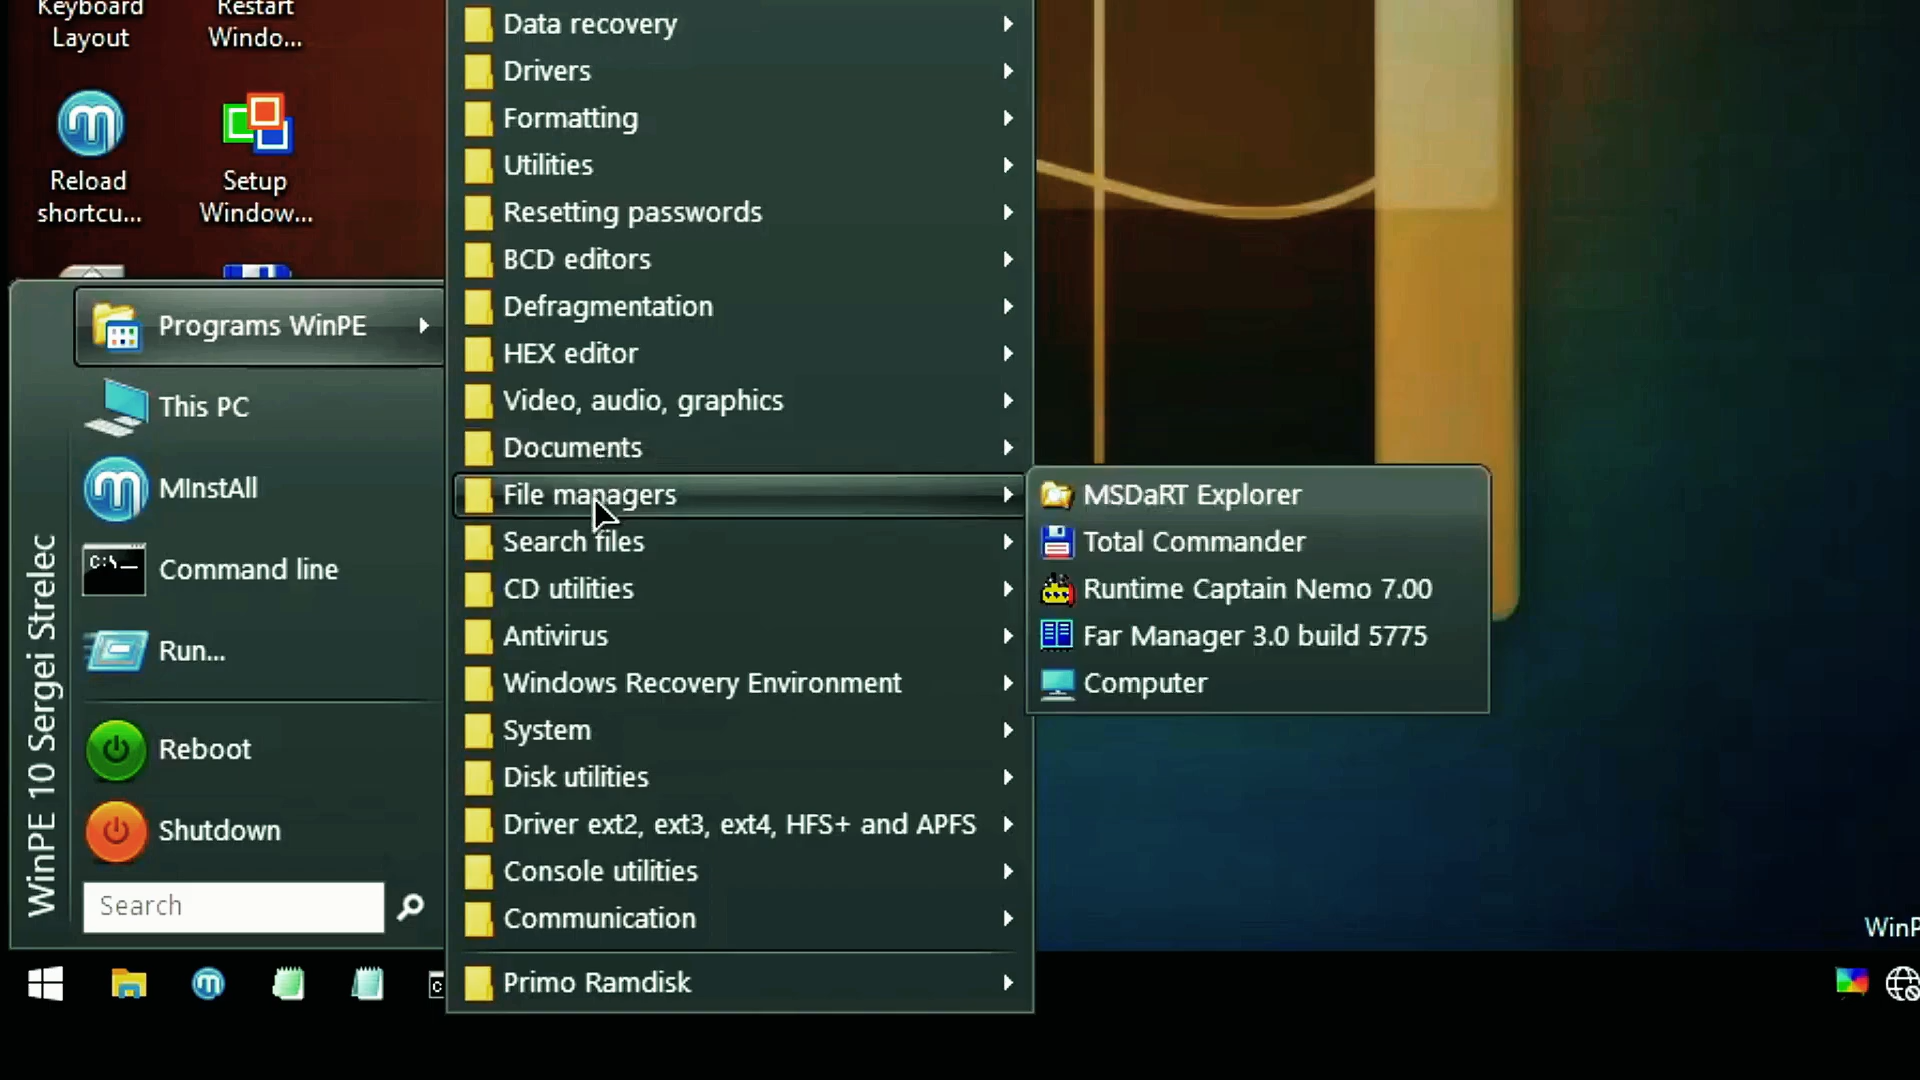 Keyboard
Layout
Restart
Windo...
Reload
shortcu...
Setup
Window...
WinPE 10 Sergei Strelec
Programs WinPE
This PC
MInstAll
C:\
Command line
Run...
Reboot
Shutdown
Search
Data recovery
Drivers
Formatting
Utilities
Resetting passwords
BCD editors
Defragmentation
HEX editor
Video, audio, graphics
Documents
File managers
Search files
CD utilities
Antivirus
Windows Recovery Environment
System
Disk utilities
Driver ext2, ext3, ext4, HFS+ and APFS
Console utilities
Communication
Primo Ramdisk
MSDaRT Explorer
Total Commander
Runtime Captain Nemo 7.00
Far Manager 3.0 build 5775
Computer
WinP